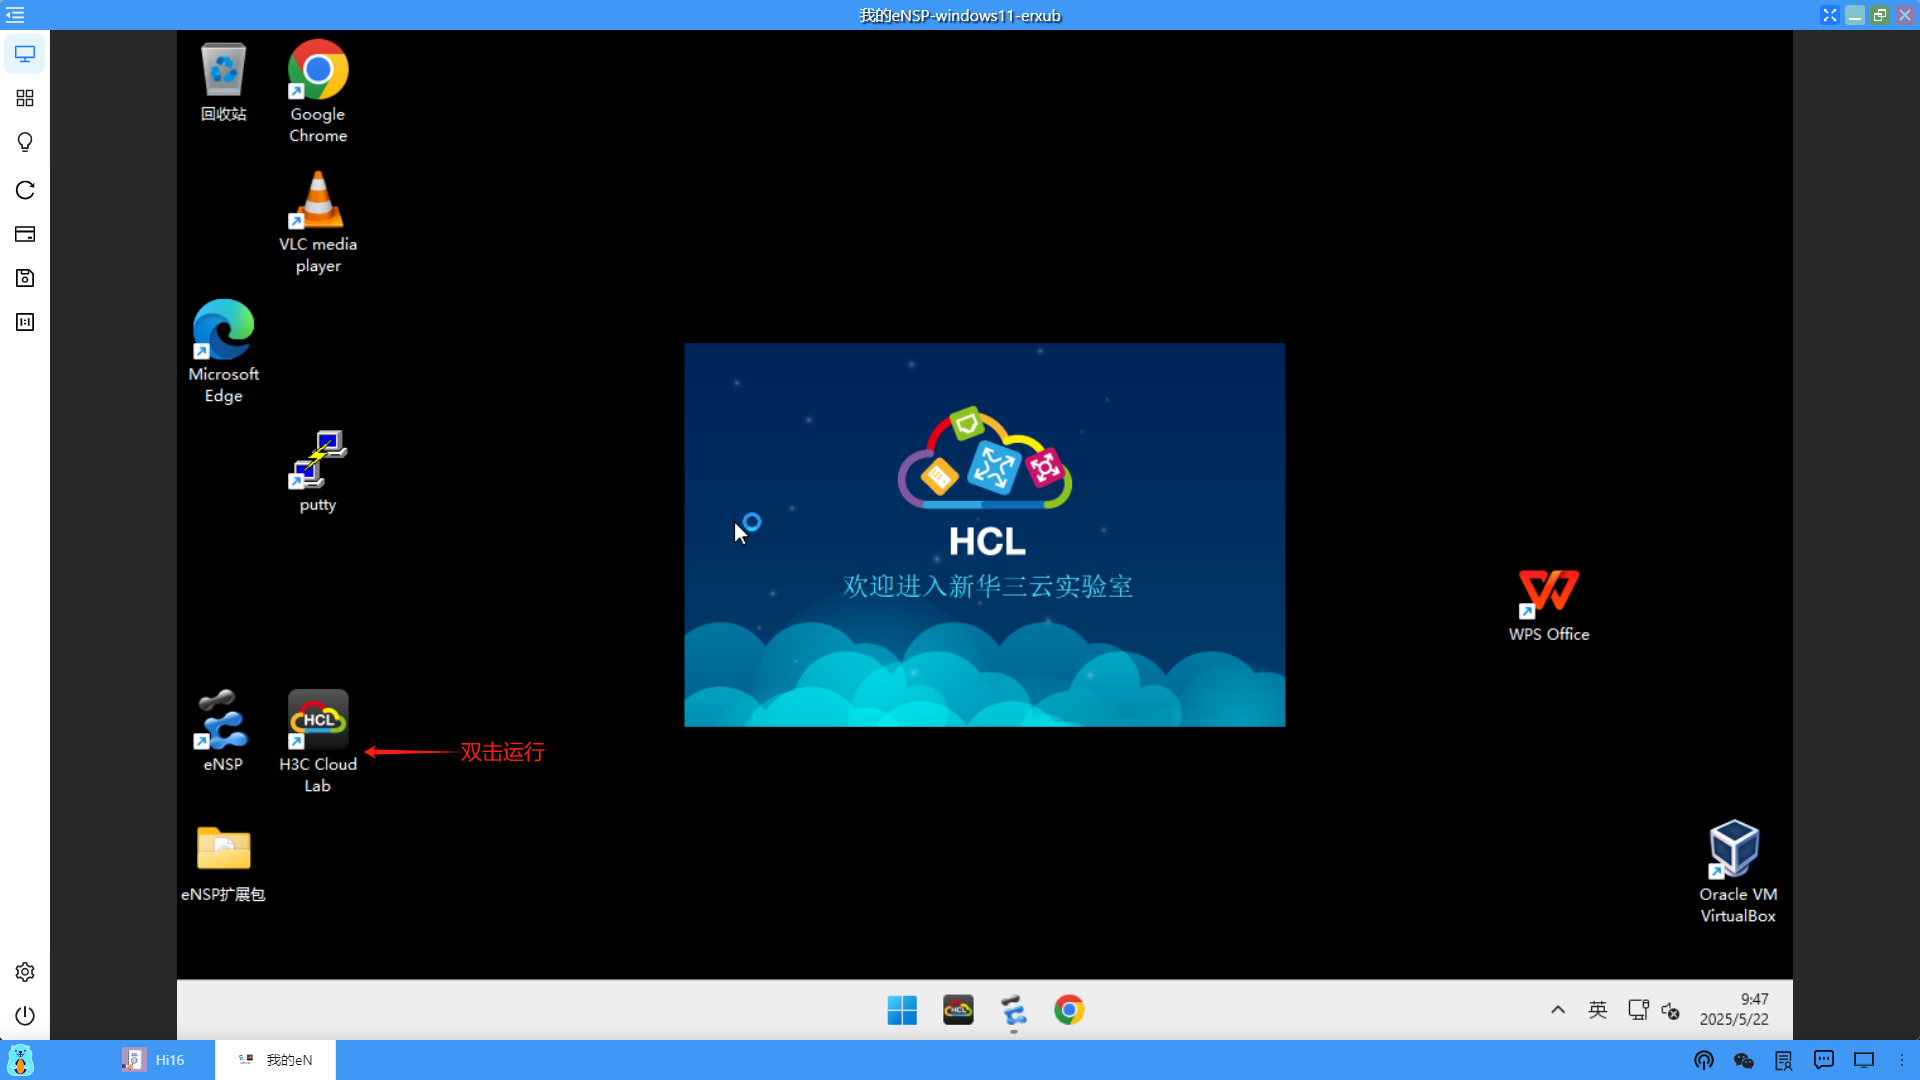 我的eNSP-windows11-erxub
回收站
Google
Chrome
VLC media
player
Microsoft
Edge
putty
HCL
欢迎进入新华三云实验室
WPS Office
eNSP
HCL
H3C Cloud
Lab
双击运行
eNSP扩展包
Oracle VM
VirtualBox
HCL
英
9:47
2025/5/22
Hi16
我的eN